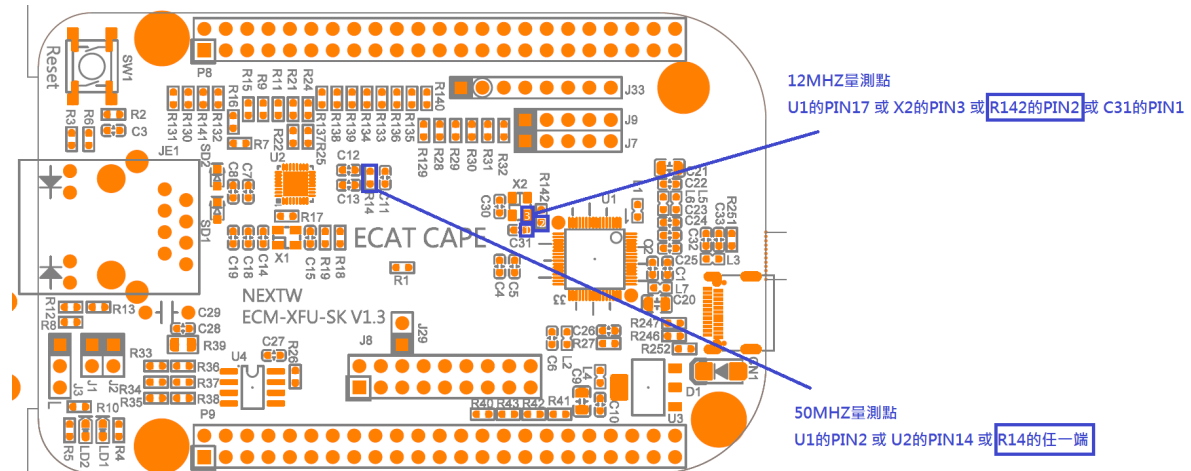 P8
Reset
SW1
R2
C3
R3
R6
JE1
SD2
SD1
R131
R130
R141
R132
R16
R15
R9
R11
R21
R24
R7
R22
R25
U2
R137
R138
R139
R134
R133
R136
R135
R140
J33
J9
J7
R129
R28
R29
R30
R31
R32
C12
C13
R14
C11
C8
C7
R17
X1
C19
C18
C14
C15
R19
R18
ECAT CAPE
R1
X2
R142
C30
C31
U1
C4
C5
33
C21
C22
L6
L5
C23
C24
R251
C33
C32
C25
L3
C2
C1
L7
C20
R247
R246
R252
CN1
D1
U3
NEXTW
ECM-XFU-SK V1.3
R12
R13
R8
C29
C28
R39
R33
R36
R34
R37
R35
R38
P9
J3
J1
J2
L
R10
R5
LD2
LD1
R4
U4
C27
R26
J8
J29
C6
L2
C26
R27
C9
L4
C10
R40
R43
R42
R41
12MHZ量測點
U1的PIN17 或 X2的PIN3 或 R142的PIN2 或 C31的PIN1
50MHZ量測點
U1的PIN2 或 U2的PIN14 或 R14的任一端